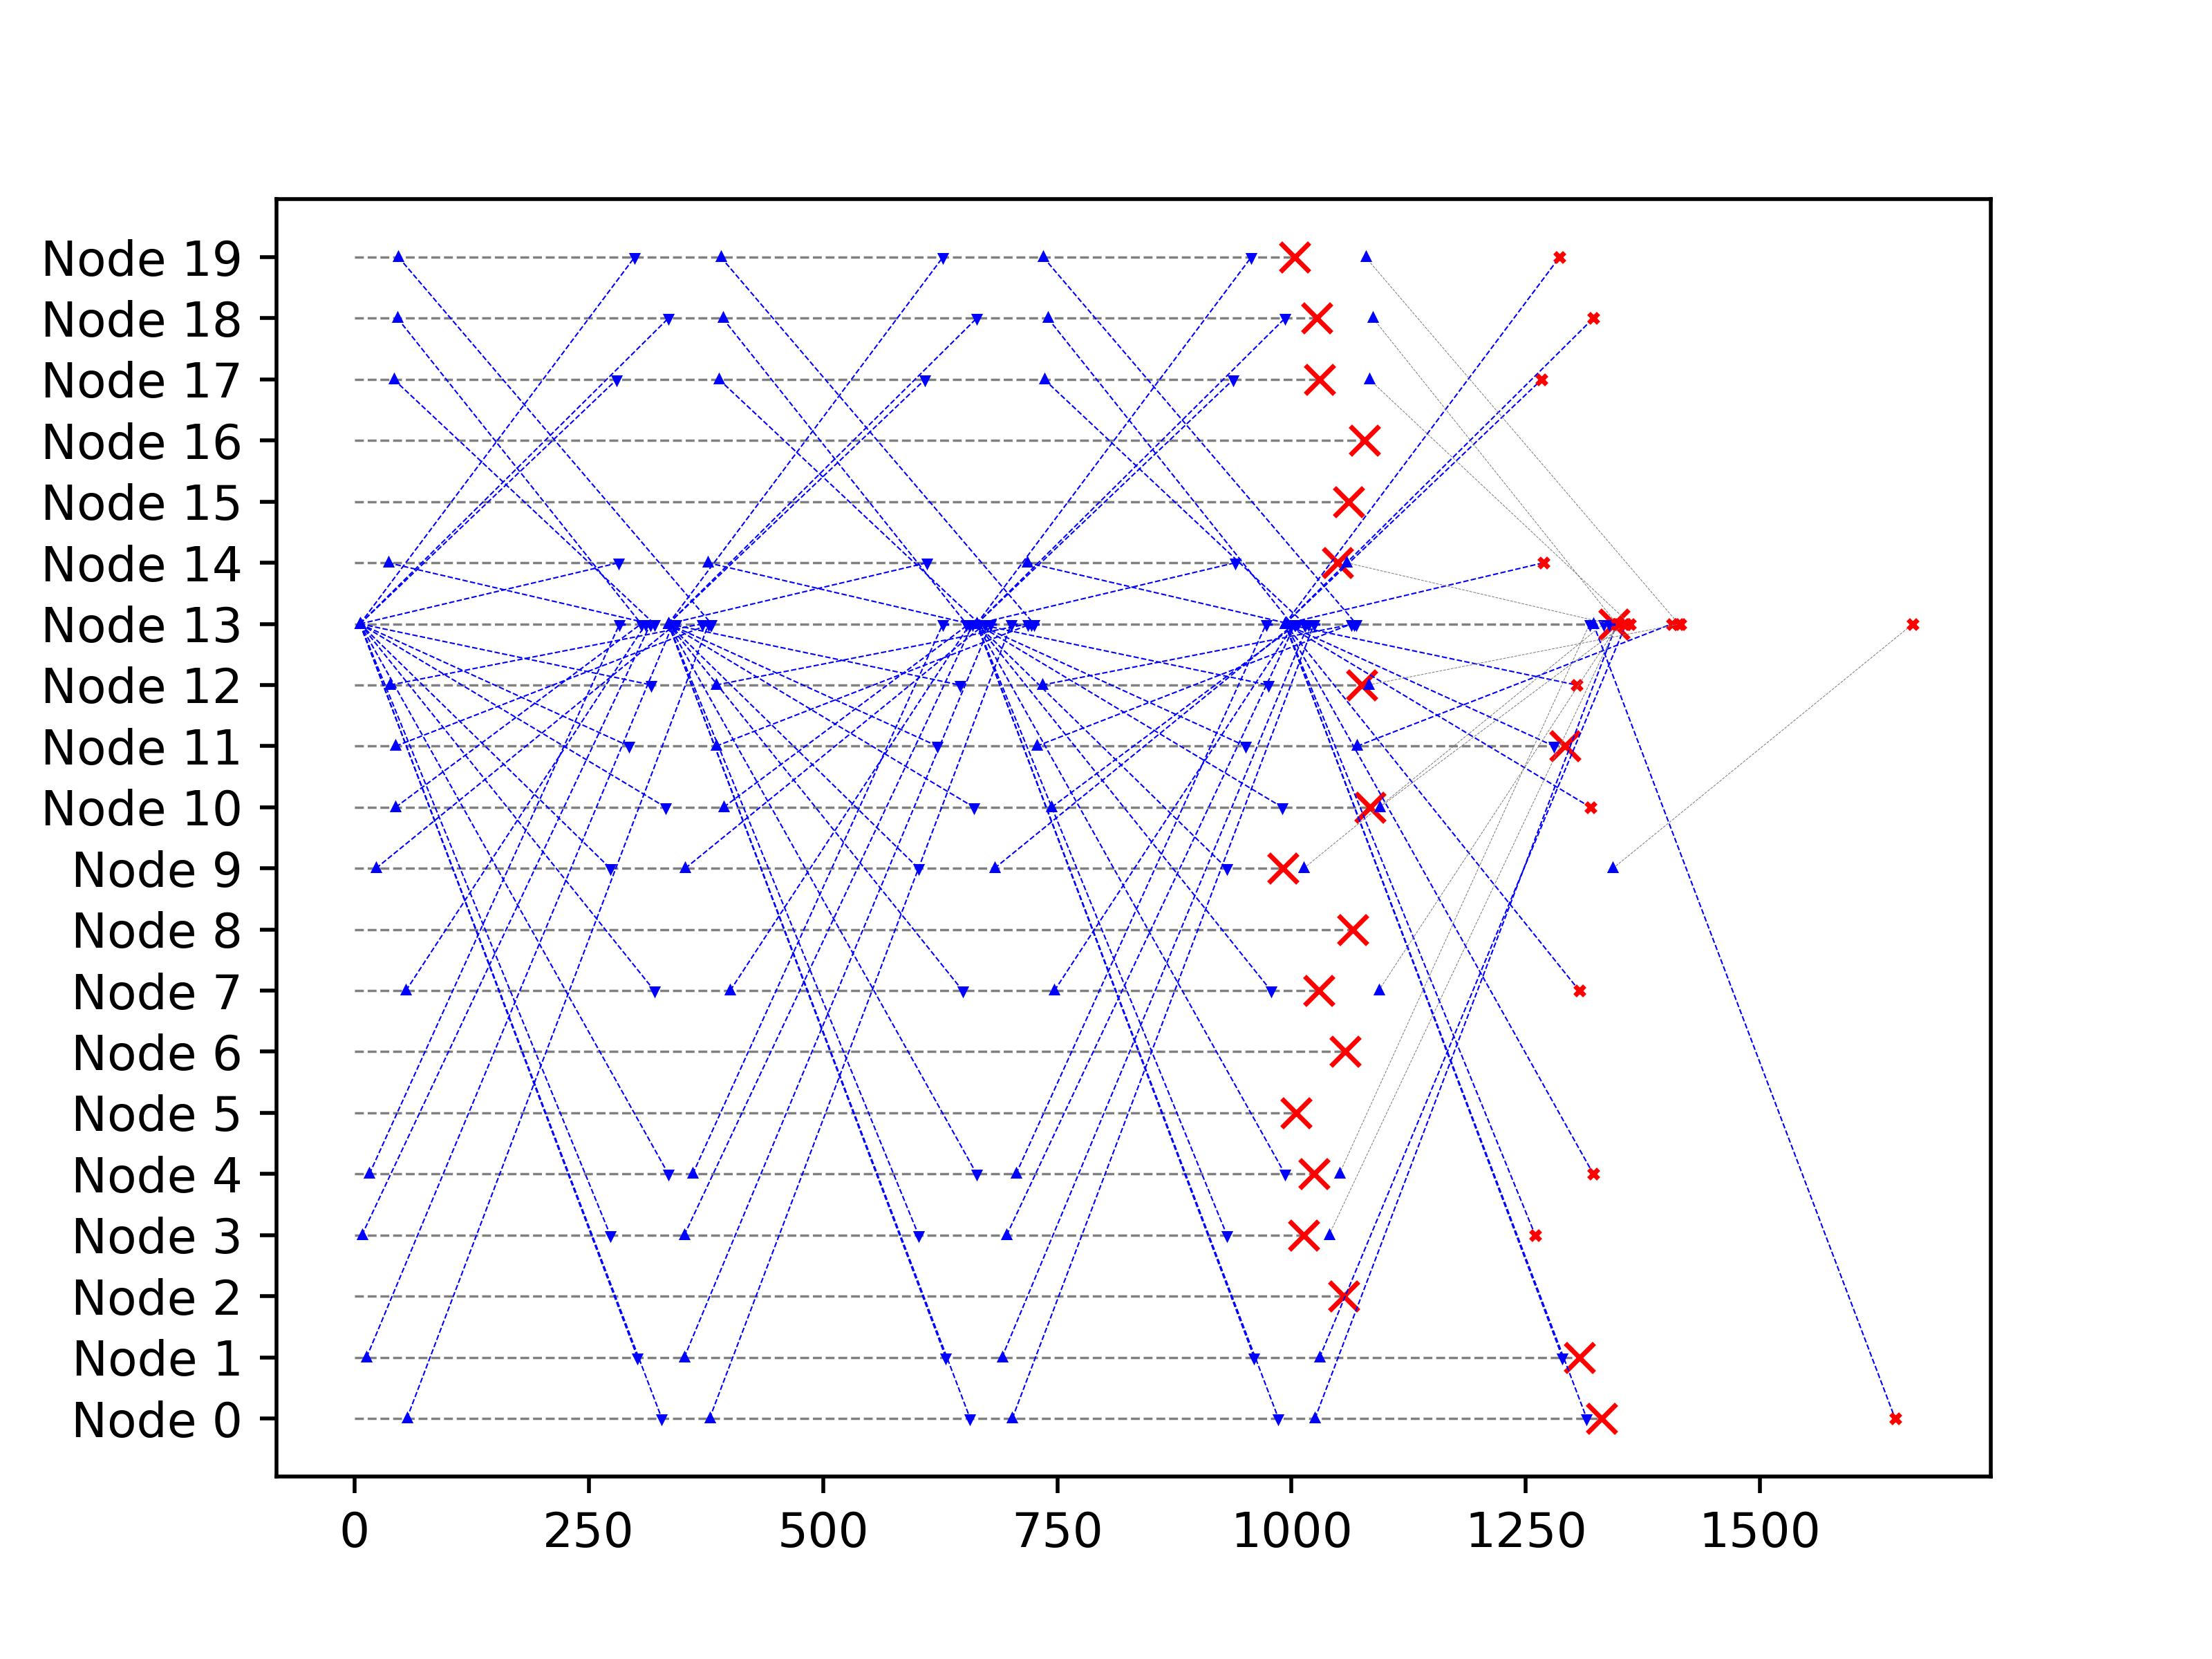 Node 19
Node 18
Node 17
Node 16
Node 15
Node 14
Node 13
Node 12
Node 11
Node 10
Node 9
Node 8
Node 7
Node 6
Node 5
Node 4
Node 3
Node 2
Node 1
Node 0
0 250 500 750 1000 1250 1500